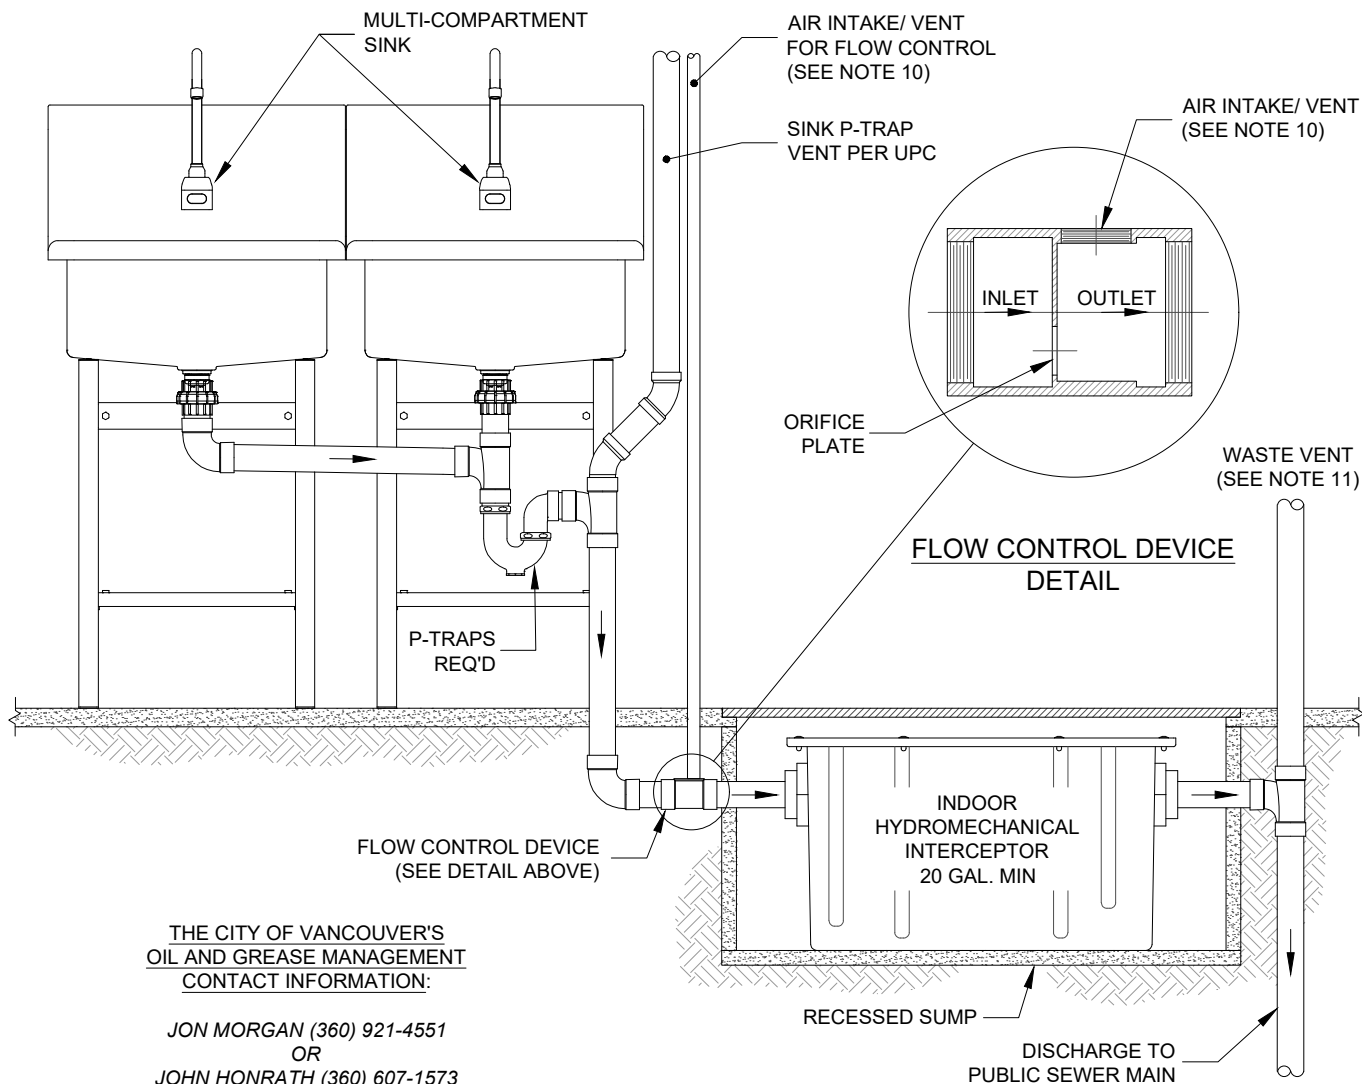 MULTI-COMPARTMENT
SINK
AIR INTAKE/ VENT
FOR FLOW CONTROL
(SEE NOTE 10)
SINK P-TRAP
VENT PER UPC
AIR INTAKE/ VENT
(SEE NOTE 10)
INLET
OUTLET
ORIFICE
PLATE
WASTE VENT
(SEE NOTE 11)
FLOW CONTROL DEVICE
DETAIL
P-TRAPS
REQ'D
FLOW CONTROL DEVICE
(SEE DETAIL ABOVE)
INDOOR
HYDROMECHANICAL
INTERCEPTOR
20 GAL. MIN
RECESSED SUMP
DISCHARGE TO
PUBLIC SEWER MAIN
THE CITY OF VANCOUVER'S
OIL AND GREASE MANAGEMENT
CONTACT INFORMATION:
JON MORGAN (360) 921-4551
OR
JOHN HONRATH (360) 607-1573